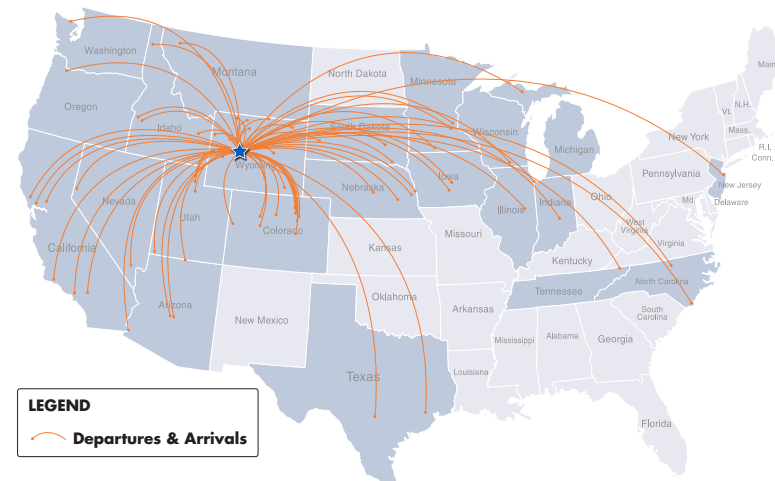 Washington
Montana
North Dakota
Minnesota
Main
Oregon
Idaho
South Dakota
Wisconsin
Michigan
New York
Vt.
N.H.
Mass.
R.I.
Conn.
Wyoming
Nebraska
Iowa
Illinois
Indiana
Ohio
Pennsylvania
New Jersey
Md.
Delaware
Nevada
Utah
Colorado
Kansas
Missouri
Kentucky
West
Virginia
Virginia
California
Arizona
New Mexico
Oklahoma
Arkansas
Tennessee
North Carolina
South
Carolina
Mississippi
Alabama
Georgia
Texas
Louisiana
Florida
LEGEND
Departures & Arrivals